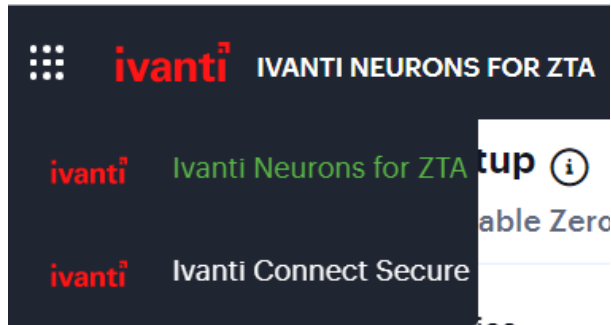 ivanti IVANTI NEURONS FOR ZTA
ivanti Ivanti Neurons for ZTA
tup i
able Zero
ivanti Ivanti Connect Secure